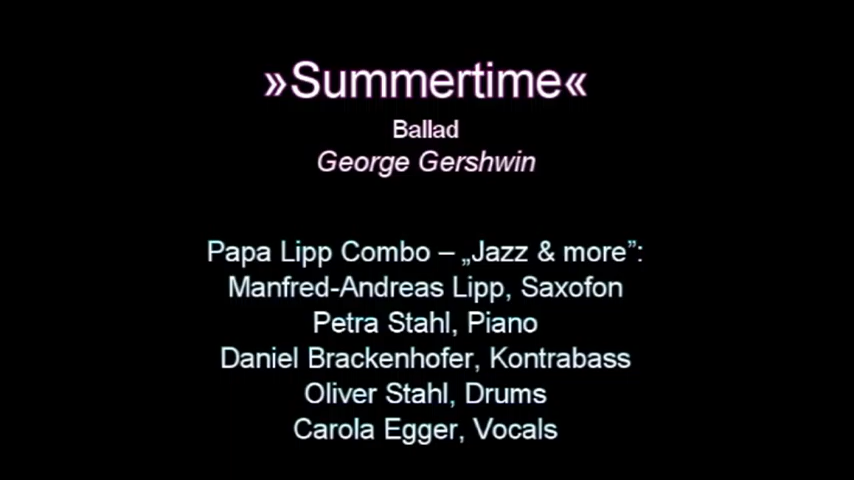 »Summertime«
Ballad
George Gershwin
Papa Lipp Combo – „Jazz & more”:
Manfred-Andreas Lipp, Saxofon
Petra Stahl, Piano
Daniel Brackenhofer, Kontrabass
Oliver Stahl, Drums
Carola Egger, Vocals